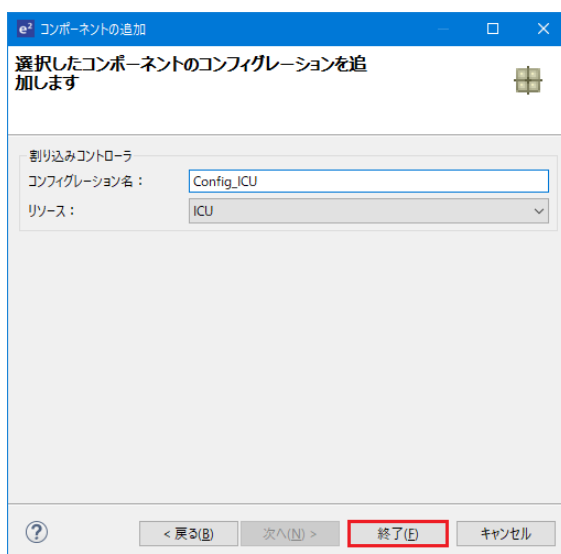 e² コンポーネントの追加
選択したコンポーネントのコンフィグレーションを追
加します
割り込みコントローラ
コンフィグレーション名： Config_ICU
リソース： ICU
? < 戻る(B) 次へ(N) > 終了(F) キャンセル